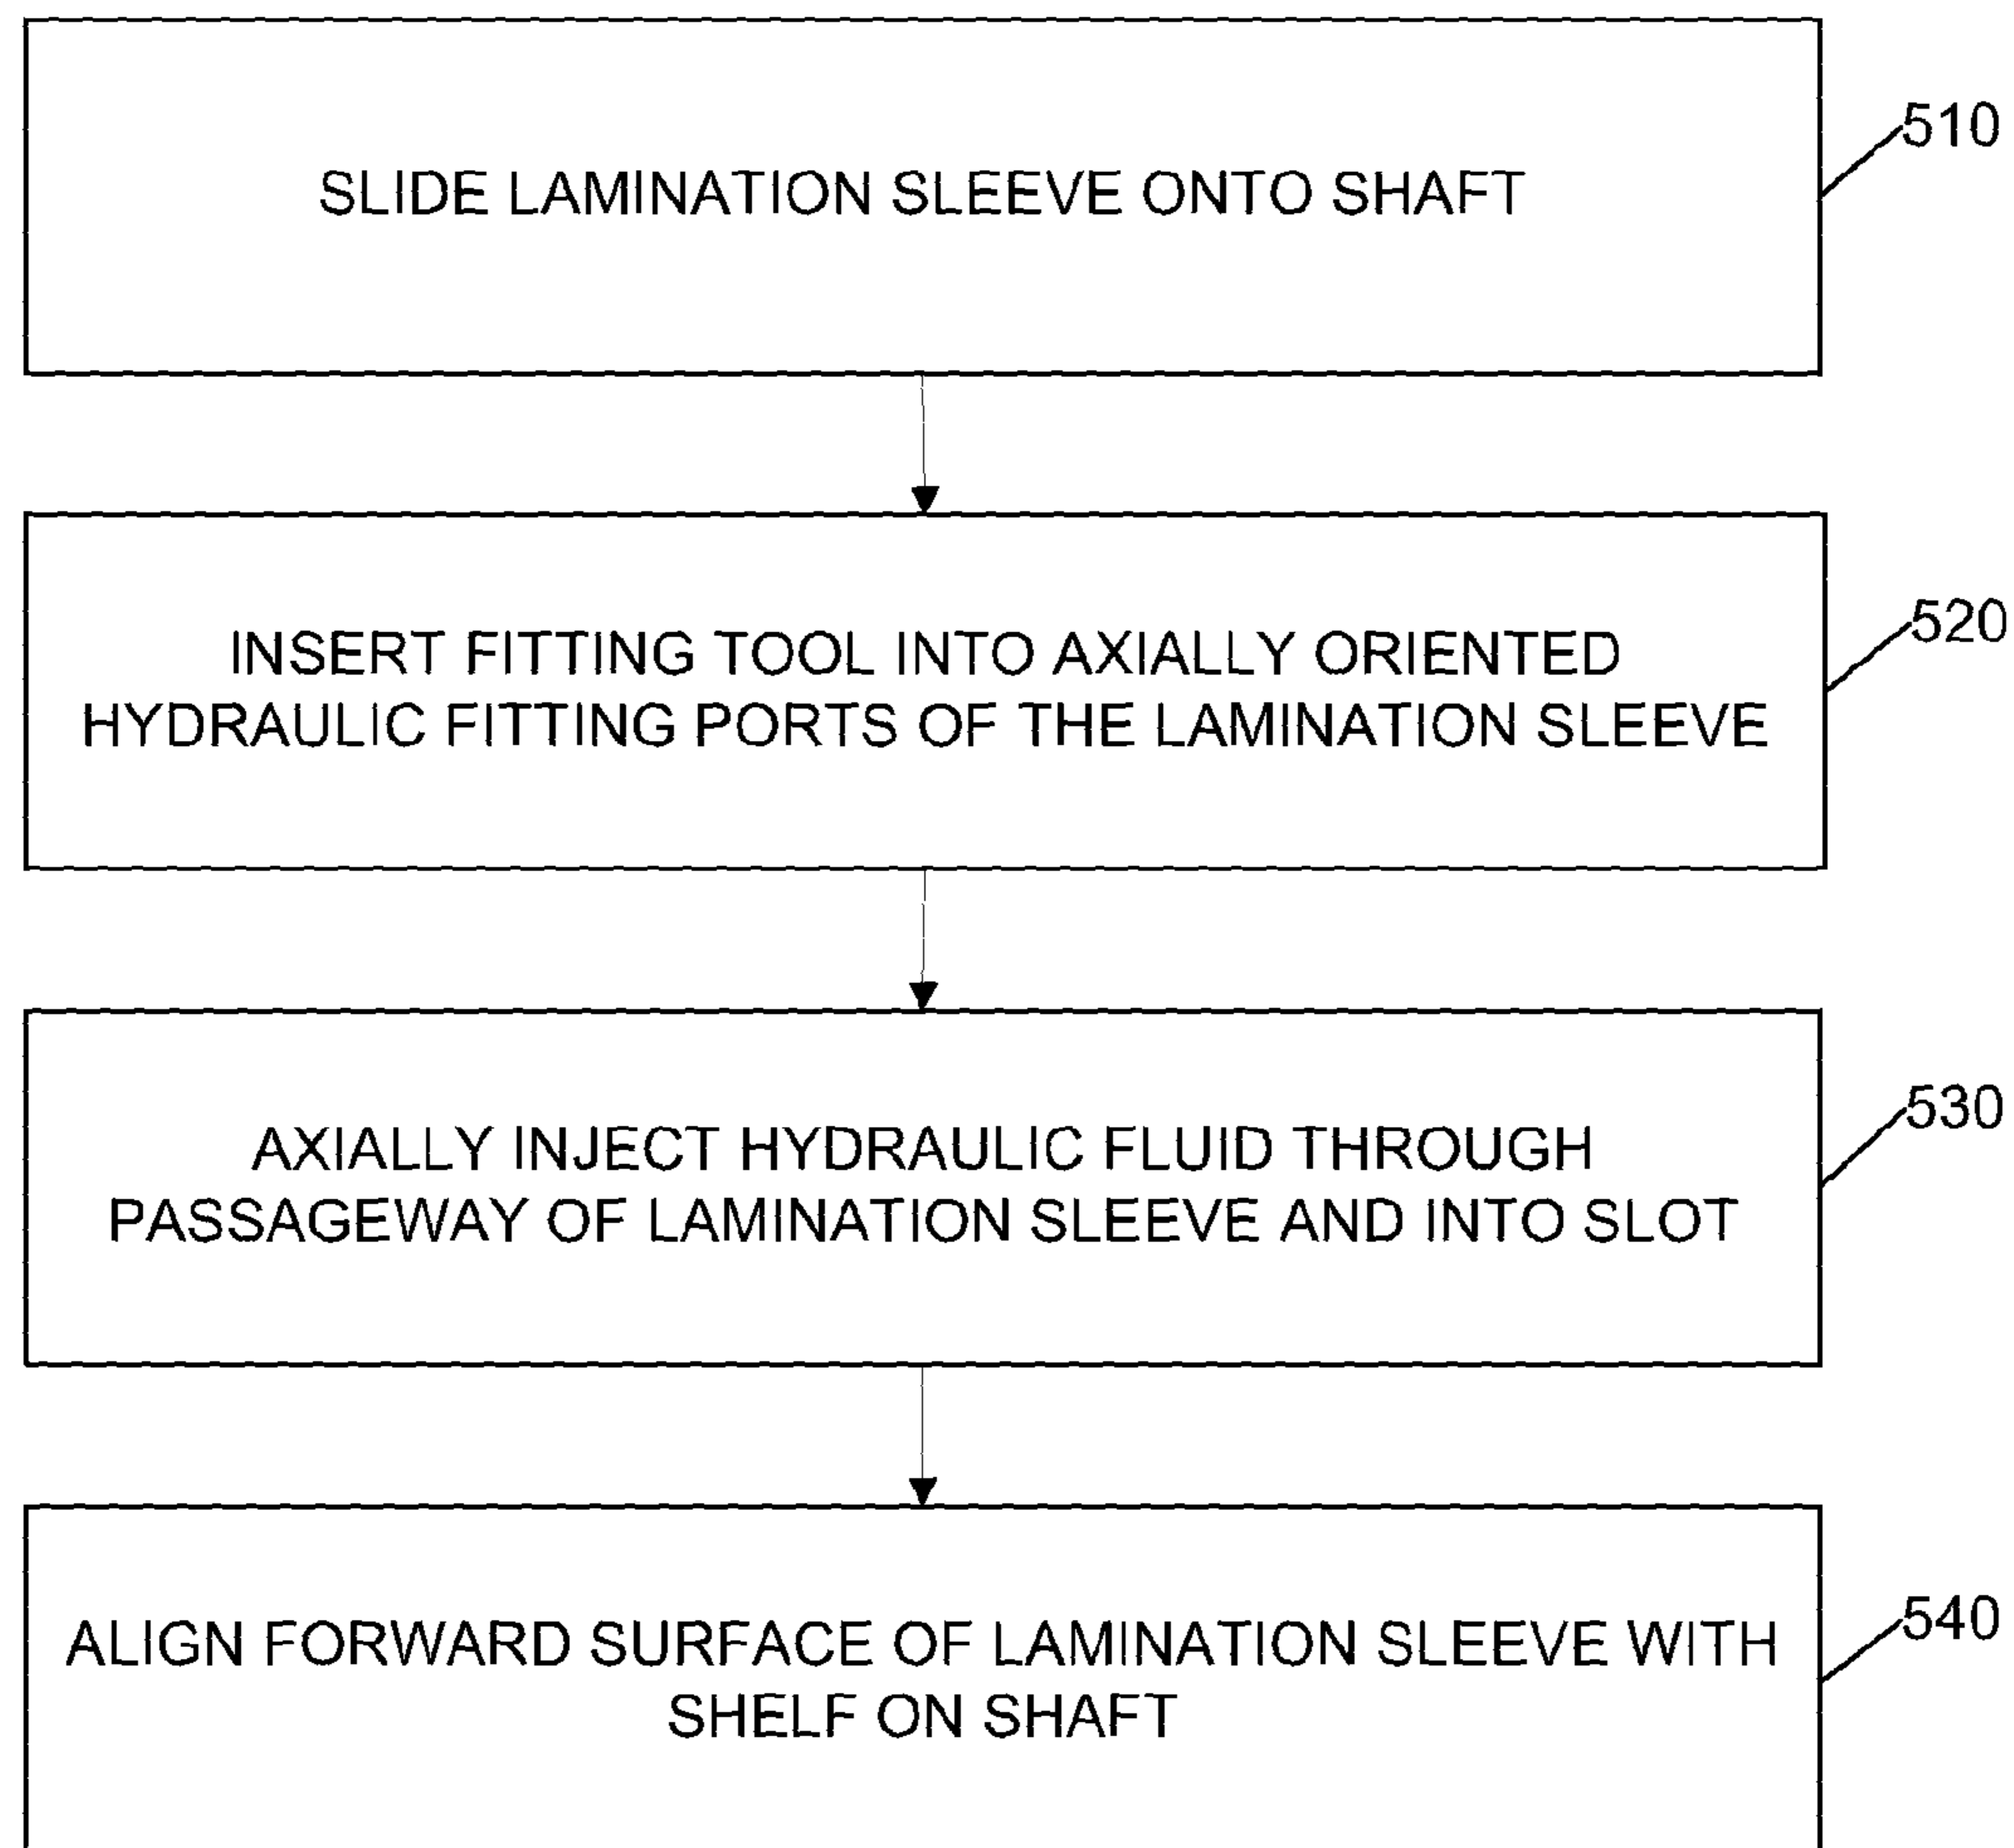 SLIDE LAMINATION SLEEVE ONTO SHAFT
510
INSERT FITTING TOOL INTO AXIALLY ORIENTED
HYDRAULIC FITTING PORTS OF THE LAMINATION SLEEVE
520
AXIALLY INJECT HYDRAULIC FLUID THROUGH
PASSAGEWAY OF LAMINATION SLEEVE AND INTO SLOT
530
ALIGN FORWARD SURFACE OF LAMINATION SLEEVE WITH
SHELF ON SHAFT
540